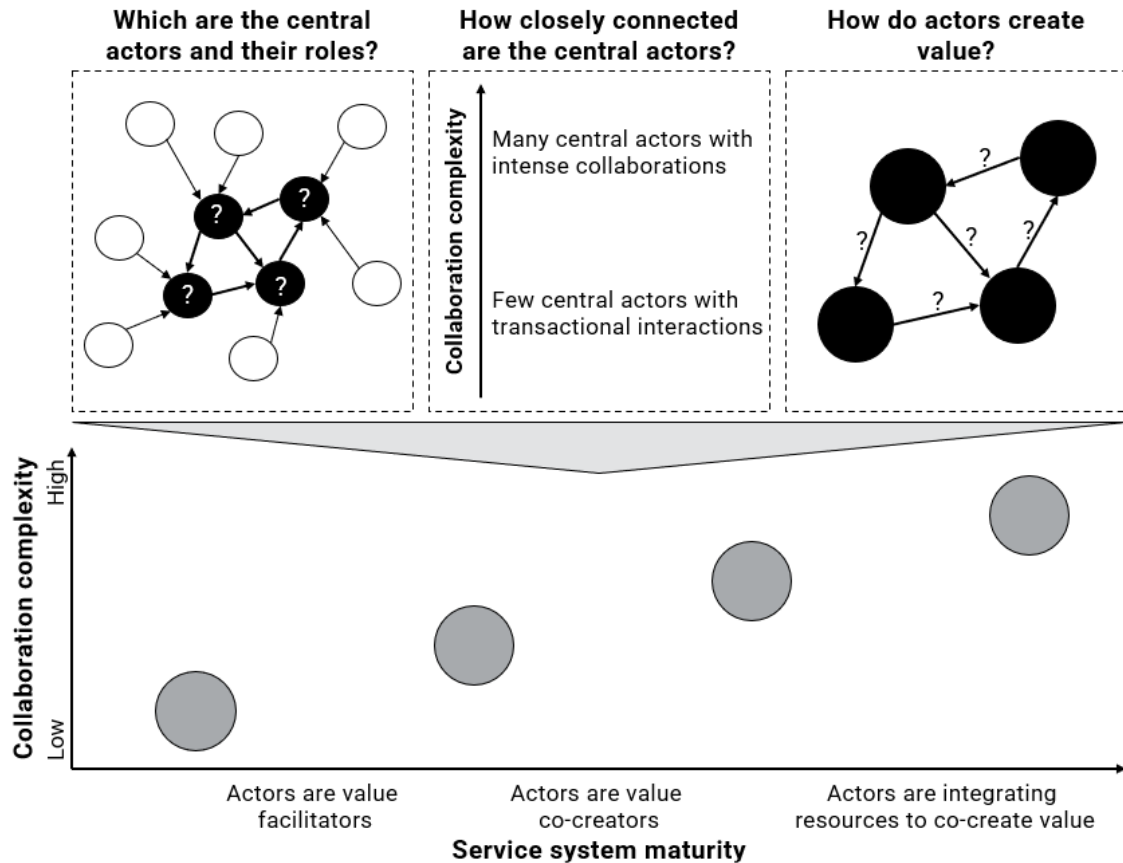 Which are the central
actors and their roles?
How closely connected
are the central actors?
How do actors create
value?
?
?
?
?
Collaboration complexity
Many central actors with
intense collaborations
Few central actors with
transactional interactions
?
?
?
?
?
Collaboration complexity
High
Low
Actors are value
facilitators
Actors are value
co-creators
Actors are integrating
resources to co-create value
Service system maturity